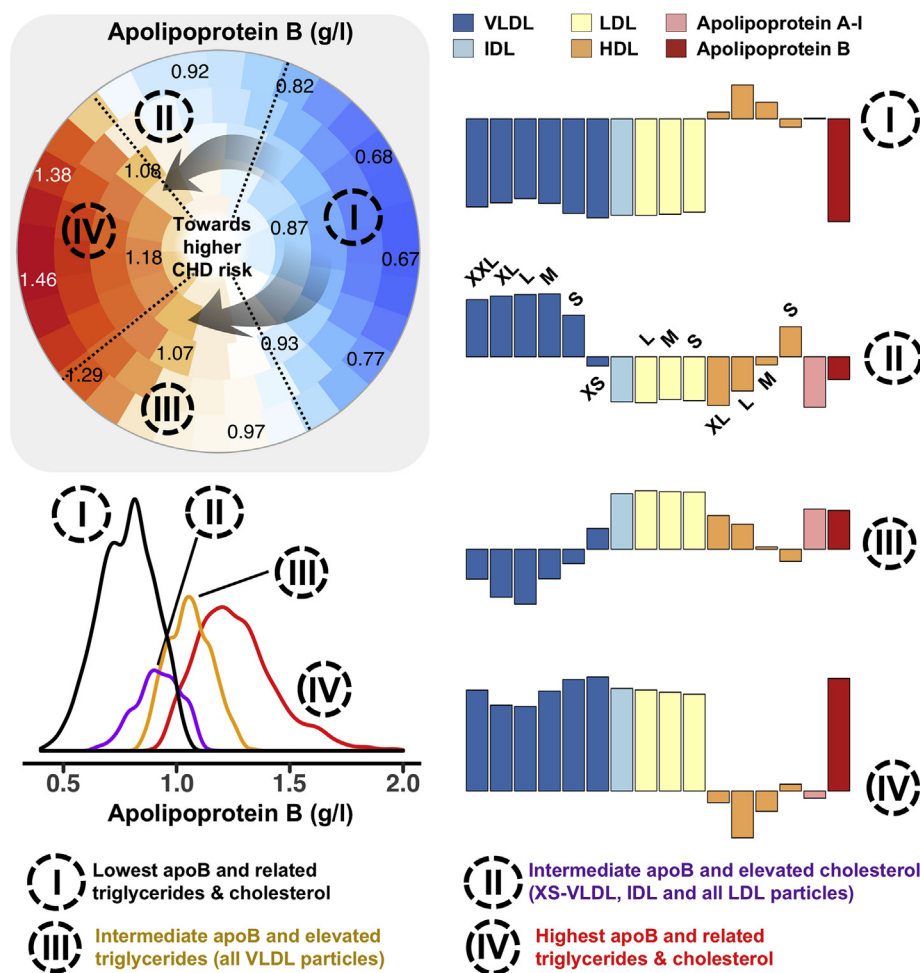 Apolipoprotein B (g/l)
0.92
0.82
II
1.08
0.68
1.38
I
IV
Towards
higher
CHD risk
0.87
1.18
0.67
1.46
0.93
1.07
0.77
1.29
III
0.97
VLDL
LDL
Apolipoprotein A-I
IDL
HDL
Apolipoprotein B
I
XXL
XL
L
M
S
XS
L
M
S
XL
L
M
S
II
III
IV
I
II
III
IV
0.5
1.0
1.5
2.0
Apolipoprotein B (g/l)
I
Lowest apoB and related
triglycerides & cholesterol
II
Intermediate apoB and elevated cholesterol
(XS-VLDL, IDL and all LDL particles)
III
Intermediate apoB and elevated
triglycerides (all VLDL particles)
IV
Highest apoB and related
triglycerides & cholesterol